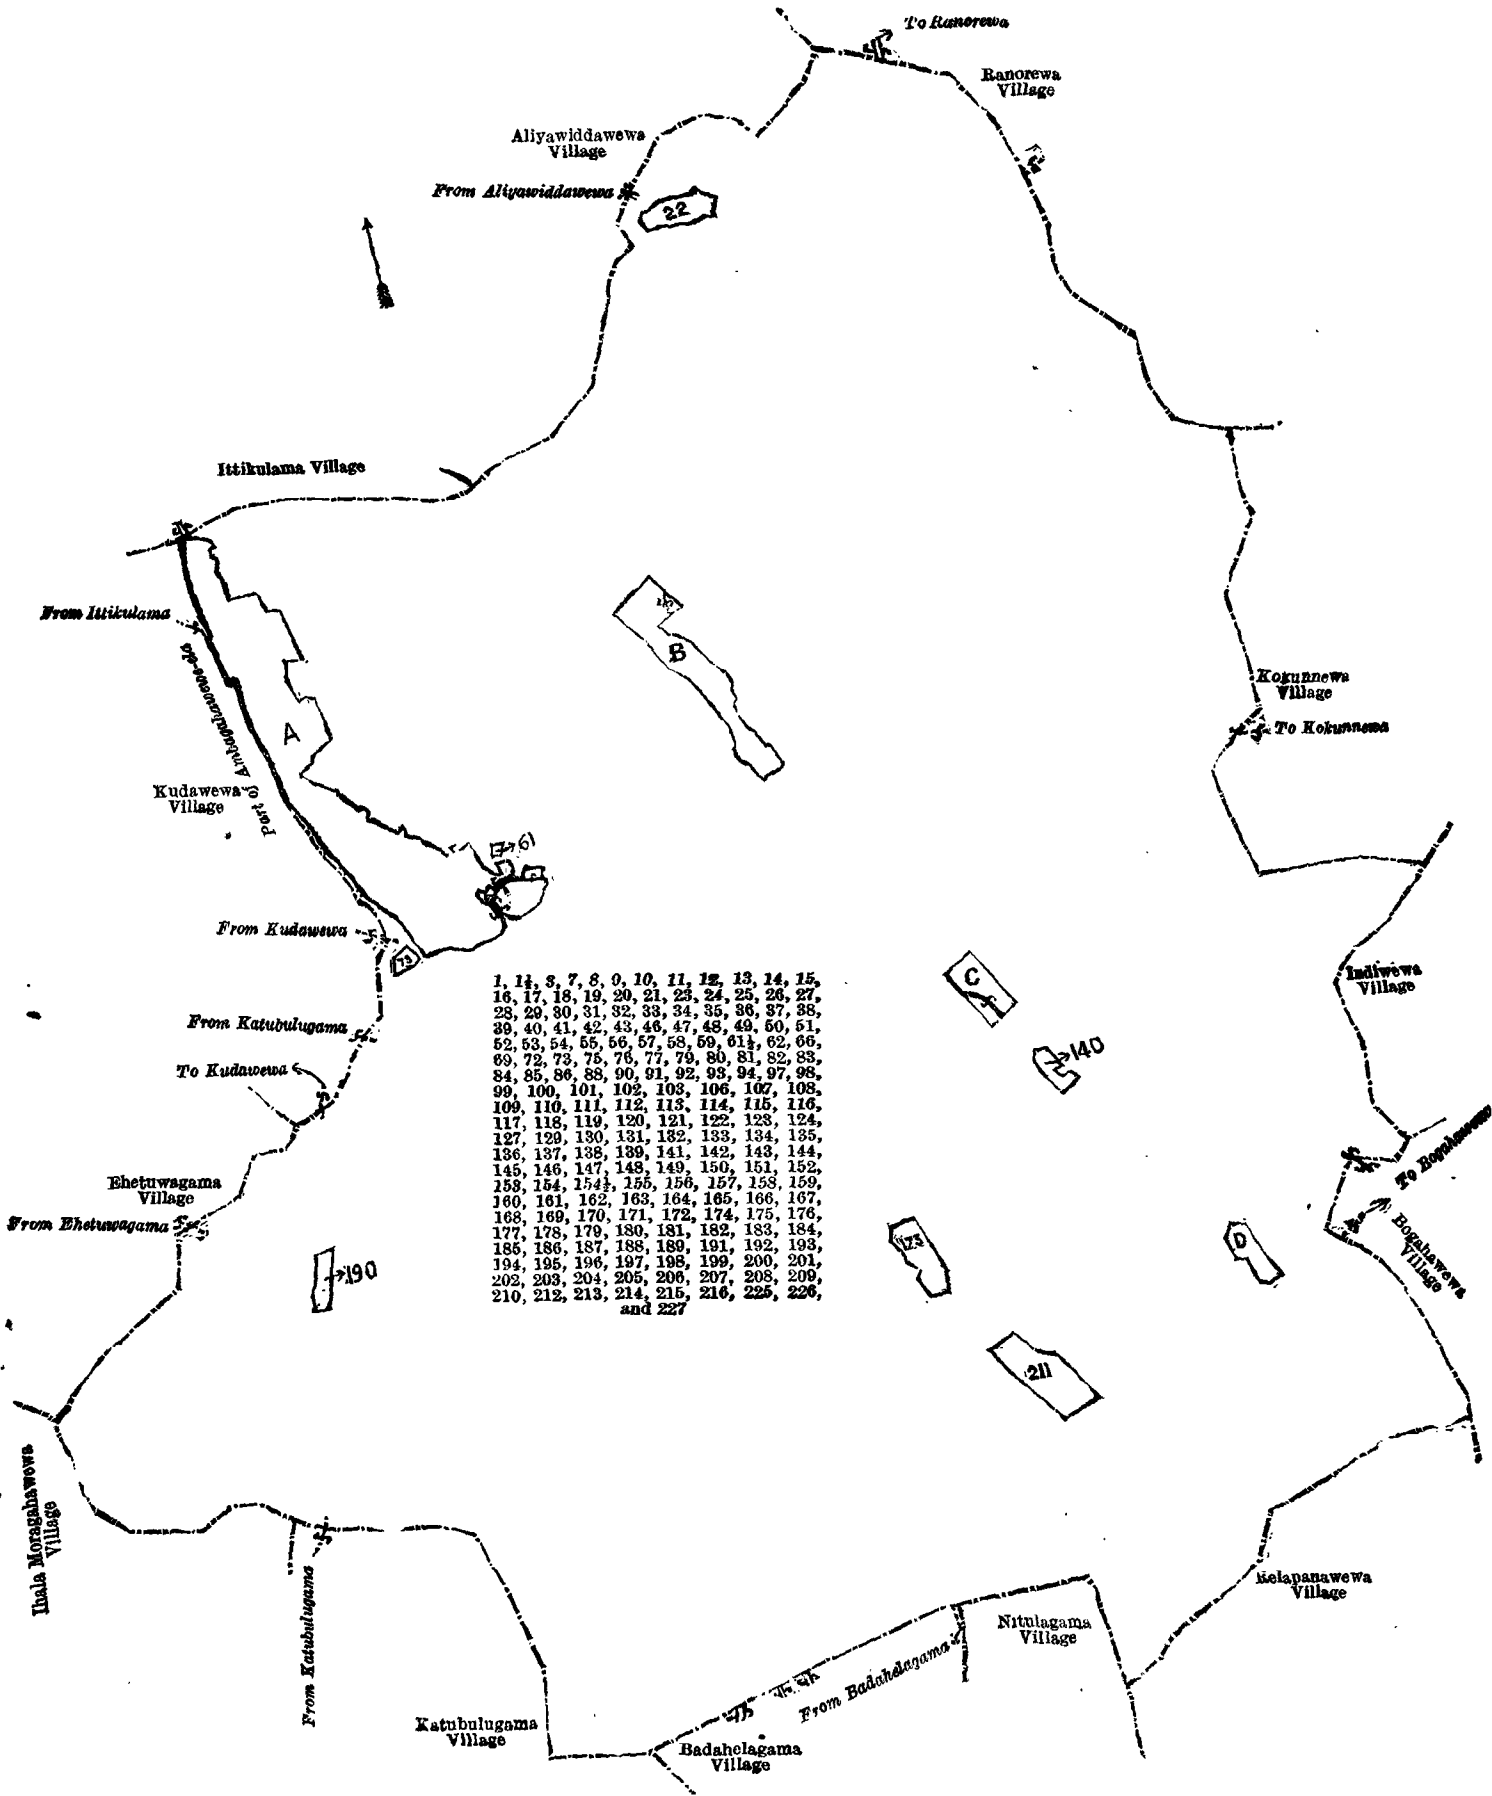 To Ranorewa
Ranorewa
Village
Aliyawiddawewa
Village
From Aliyawiddawewa
22
Ittikulama Village
From Ittikulama
Part of Ambagahawewa-ela
A
B
Kudawewa
Village
61
From Kudawewa
73
Kokunnewa
Village
To Kokunnewa
Indiwewa
Village
C
140
From Katubulugama
To Kudawewa
1, 1½, 3, 7, 8, 9, 10, 11, 12, 13, 14, 15,
16, 17, 18, 19, 20, 21, 23, 24, 25, 26, 27,
28, 29, 30, 31, 32, 33, 34, 35, 36, 37, 38,
39, 40, 41, 42, 43, 46, 47, 48, 49, 50, 51,
52, 53, 54, 55, 56, 57, 58, 59, 61½, 62, 66,
69, 72, 73, 75, 76, 77, 79, 80, 81, 82, 83,
84, 85, 86, 88, 90, 91, 92, 93, 94, 97, 98,
99, 100, 101, 102, 103, 106, 107, 108,
109, 110, 111, 112, 113, 114, 115, 116,
117, 118, 119, 120, 121, 122, 123, 124,
127, 129, 130, 131, 132, 133, 134, 135,
136, 137, 138, 139, 141, 142, 143, 144,
145, 146, 147, 148, 149, 150, 151, 152,
153, 154, 154½, 155, 156, 157, 158, 159,
160, 161, 162, 163, 164, 165, 166, 167,
168, 169, 170, 171, 172, 174, 175, 176,
177, 178, 179, 180, 181, 182, 183, 184,
185, 186, 187, 188, 189, 191, 192, 193,
194, 195, 196, 197, 198, 199, 200, 201,
202, 203, 204, 205, 206, 207, 208, 209,
210, 212, 213, 214, 215, 216, 225, 226,
and 227
Ehetuwagama
Village
From Ehetuwagama
190
173
D
To Bogahawewa
Bogahawewa
Village
211
Ihala Moragahawewa
Village
From Katubulugama
Katubulugama
Village
Badahelagama
Village
From Badahelagama
Nitulagama
Village
Kelapanawewa
Village